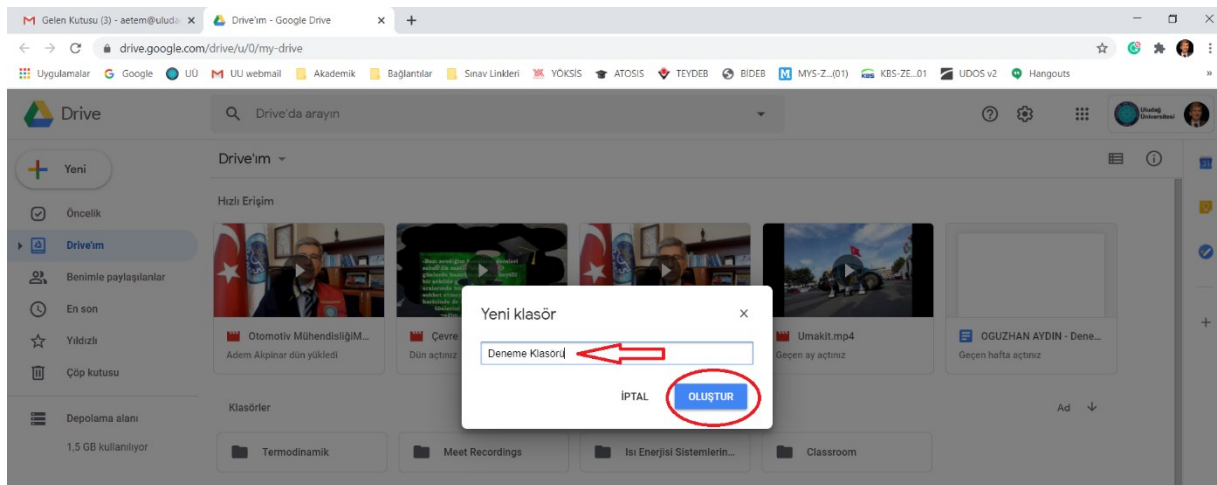 Gelen Kutusu (3) - aetem@uluda
Drive'ım - Google Drive
drive.google.com/drive/u/0/my-drive
Uygulamalar Google UÜ UU webmail Akademik Bağlantılar Sınav Linkleri YÖKSİS ATOSIS TEYDEB BİDEB MYS-Z...(01) KBS-ZE...01 UDOS v2 Hangouts »
Drive
Drive'da arayın
Uludağ
Üniversitesi
Yeni
Drive'ım
Hızlı Erişim
Öncelik
Drive'ım
Benimle paylaşılanlar
En son
Yıldızlı
Çöp kutusu
Depolama alanı
1,5 GB kullanılıyor
Otomotiv MühendisliğiM...
Adem Akpinar dün yükledi
Çevre
Dün açtınız
Umakit.mp4
Geçen ay açtınız
OGUZHAN AYDIN - Dene...
Geçen hafta açtınız
Yeni klasör
Deneme Klasörü
İPTAL
OLUŞTUR
Klasörler
Ad
Termodinamik
Meet Recordings
Isı Enerjisi Sistemlerin...
Classroom
31